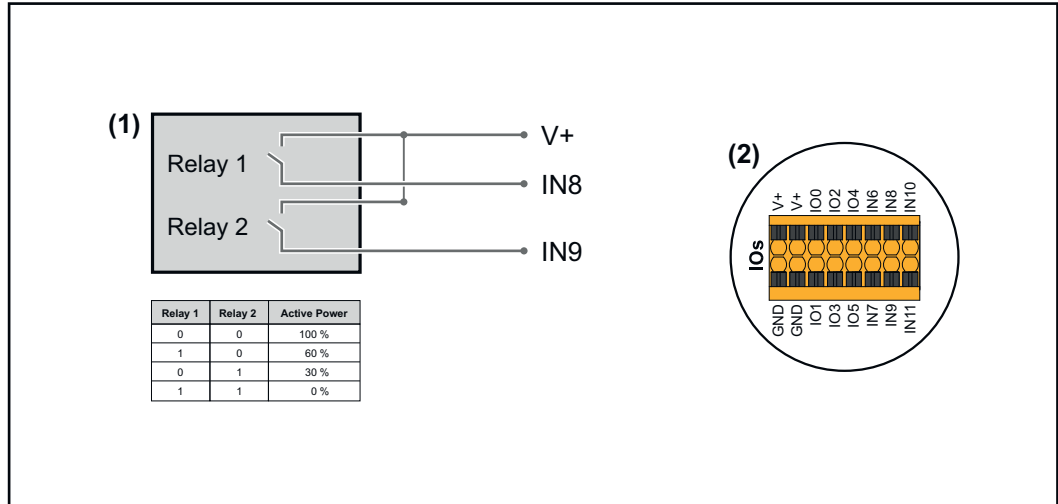 (1)
Relay 1
Relay 2
V+
IN8
IN9
Relay 1 Relay 2 Active Power
0 0 100 %
1 0 60 %
0 1 30 %
1 1 0 %
(2)
IOs
V+ V+ IO0 IO2 IO4 IN6 IN8 IN10
GND GND IO1 IO3 IO5 IN7 IN9 IN11